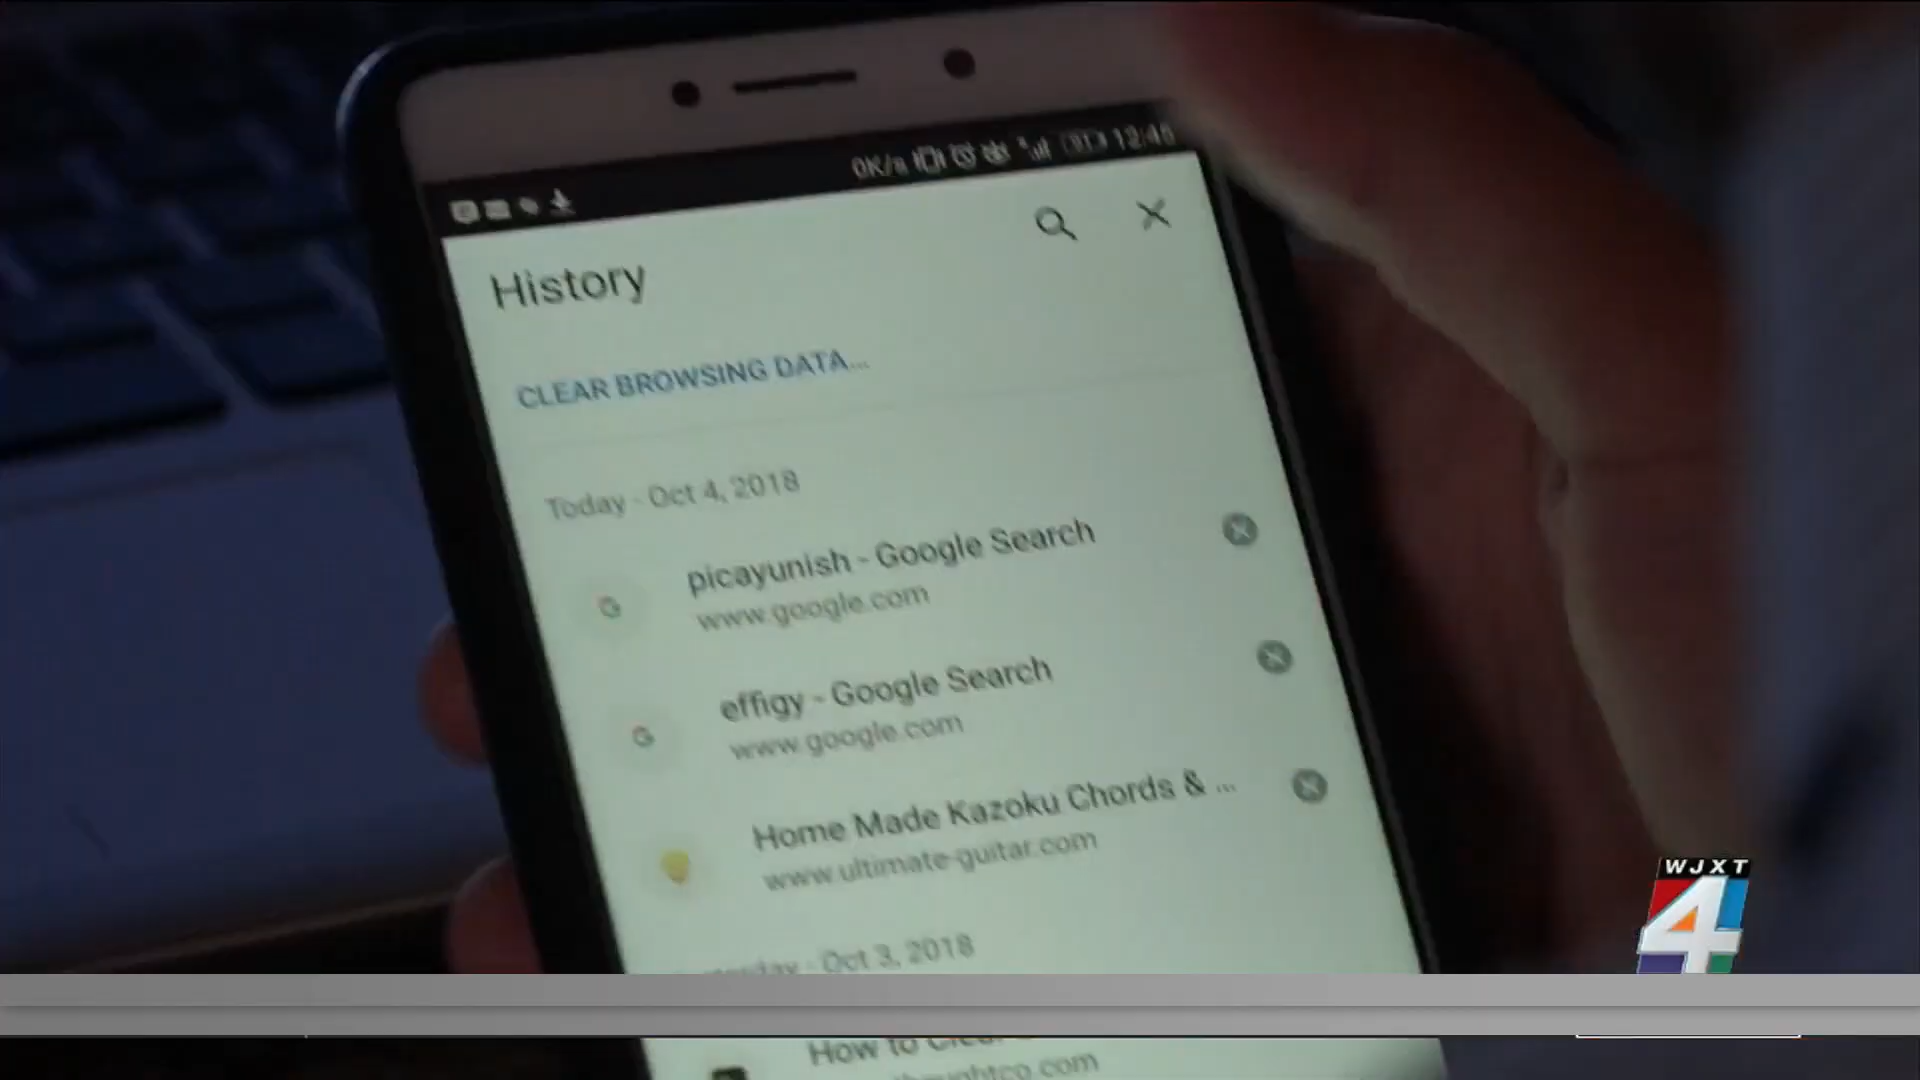 0K/s 12:45
History
CLEAR BROWSING DATA...
Today - Oct 4, 2018
picayunish - Google Search
www.google.com
effigy - Google Search
www.google.com
Home Made Kazoku Chords & ...
www.ultimate-guitar.com
Oct 3, 2018
WJXT
4
How to